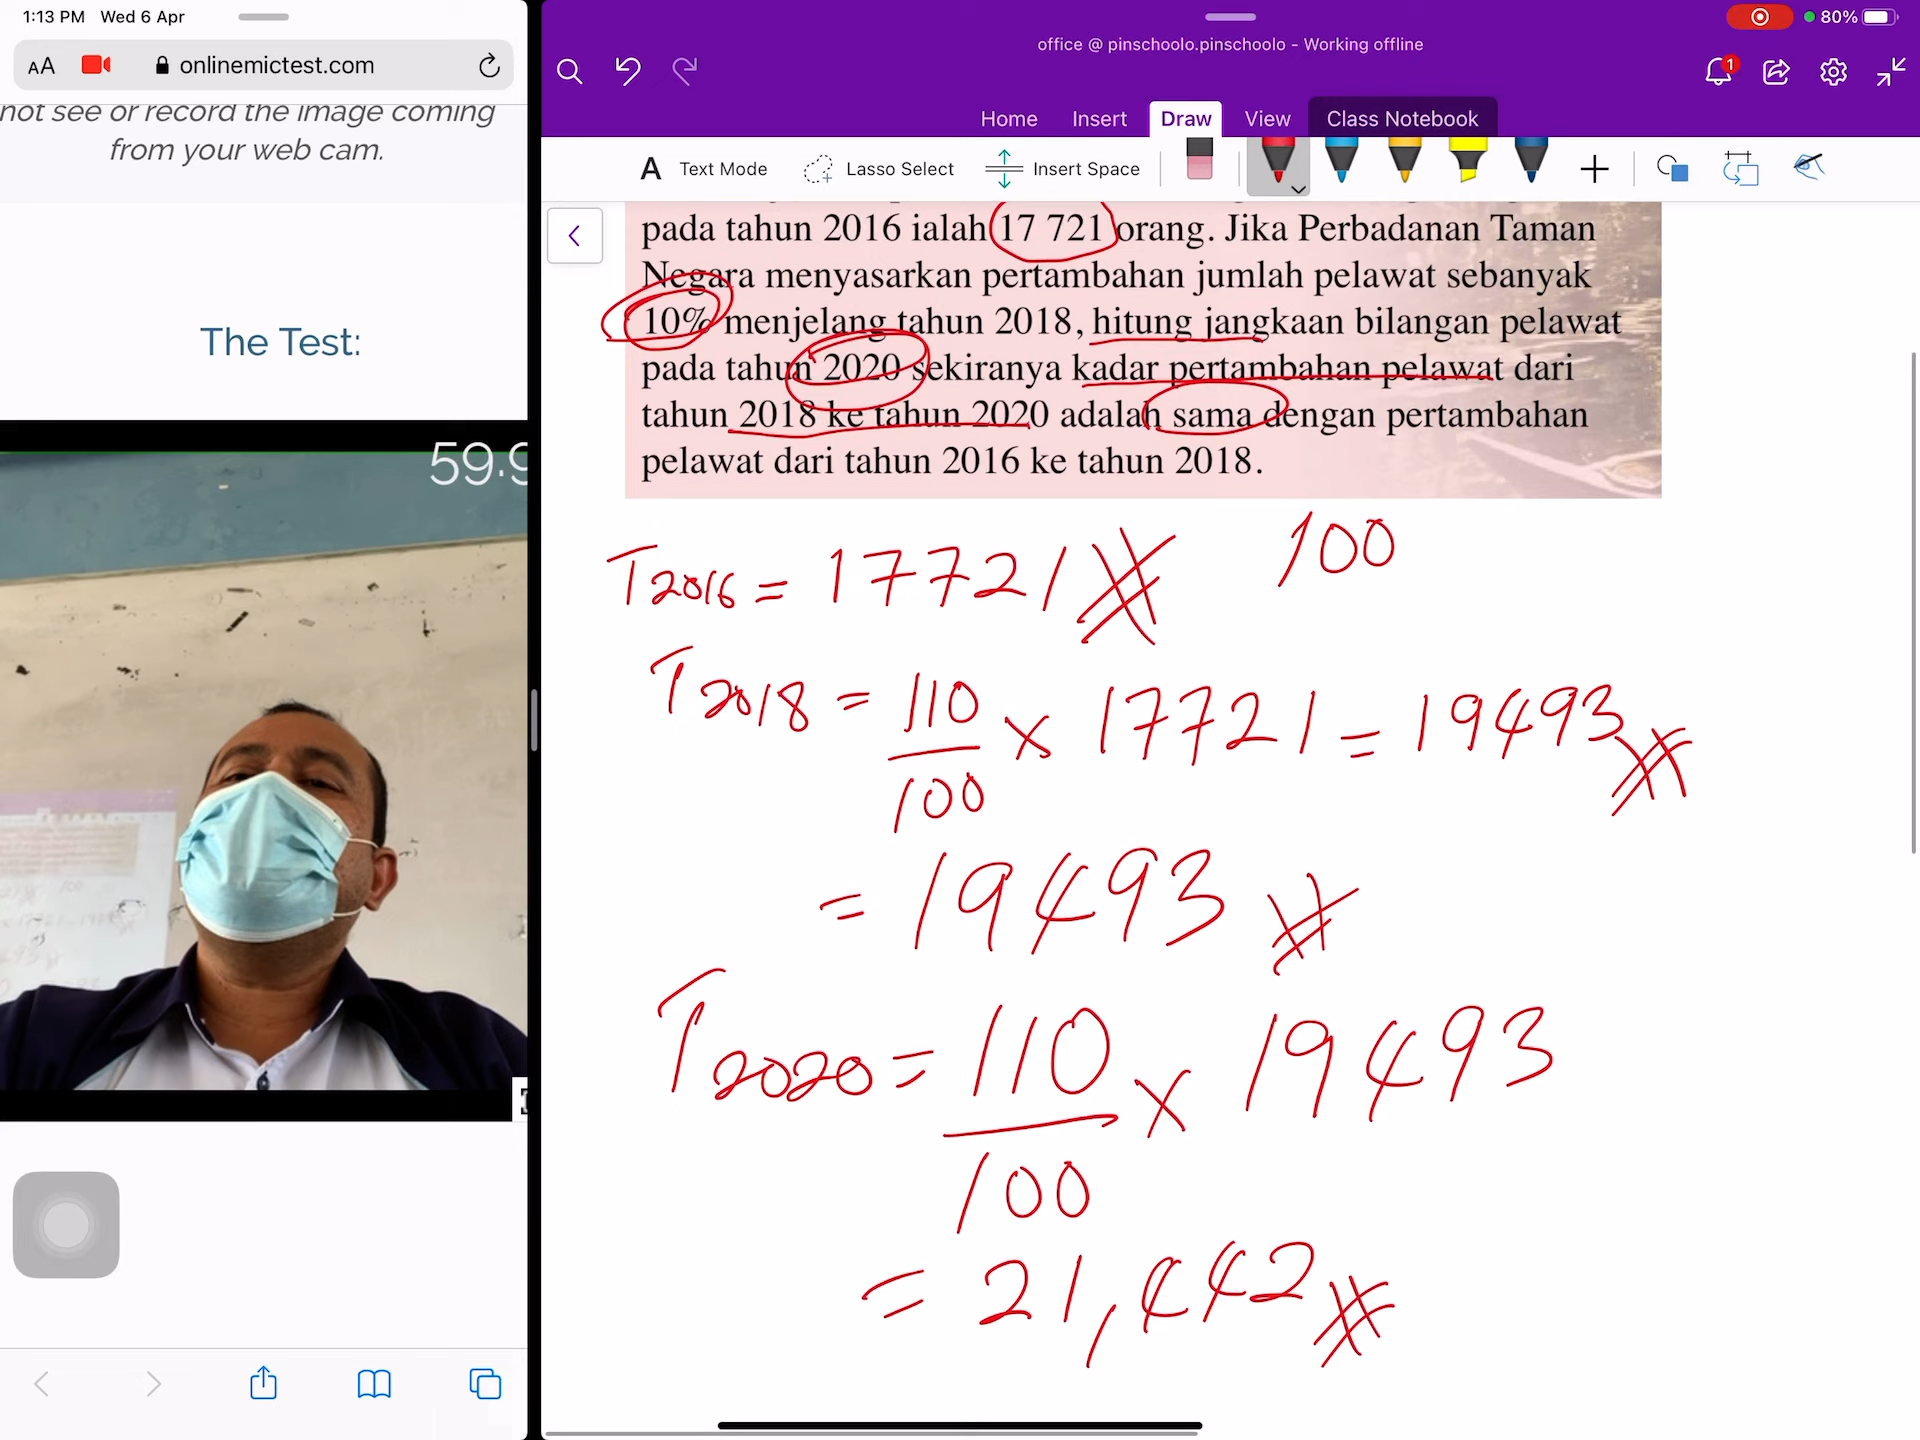 1:13 PM Wed 6 Apr
AA onlinemictest.com
not see or record the image coming
from your web cam.
The Test:
59.9
80%
office @ pinschoolo.pinschoolo - Working offline
1
Home Insert Draw View Class Notebook
A Text Mode Lasso Select Insert Space
pada tahun 2016 ialah 17 721 orang. Jika Perbadanan Taman
Negara menyasarkan pertambahan jumlah pelawat sebanyak
10% menjelang tahun 2018, hitung jangkaan bilangan pelawat
pada tahun 2020 sekiranya kadar pertambahan pelawat dari
tahun 2018 ke tahun 2020 adalah sama dengan pertambahan
pelawat dari tahun 2016 ke tahun 2018.
T2016 = 17721 100
T2018 = 110/100 x 17721 = 19493
= 19493
T2020 = 110/100 x 19493
= 21,442